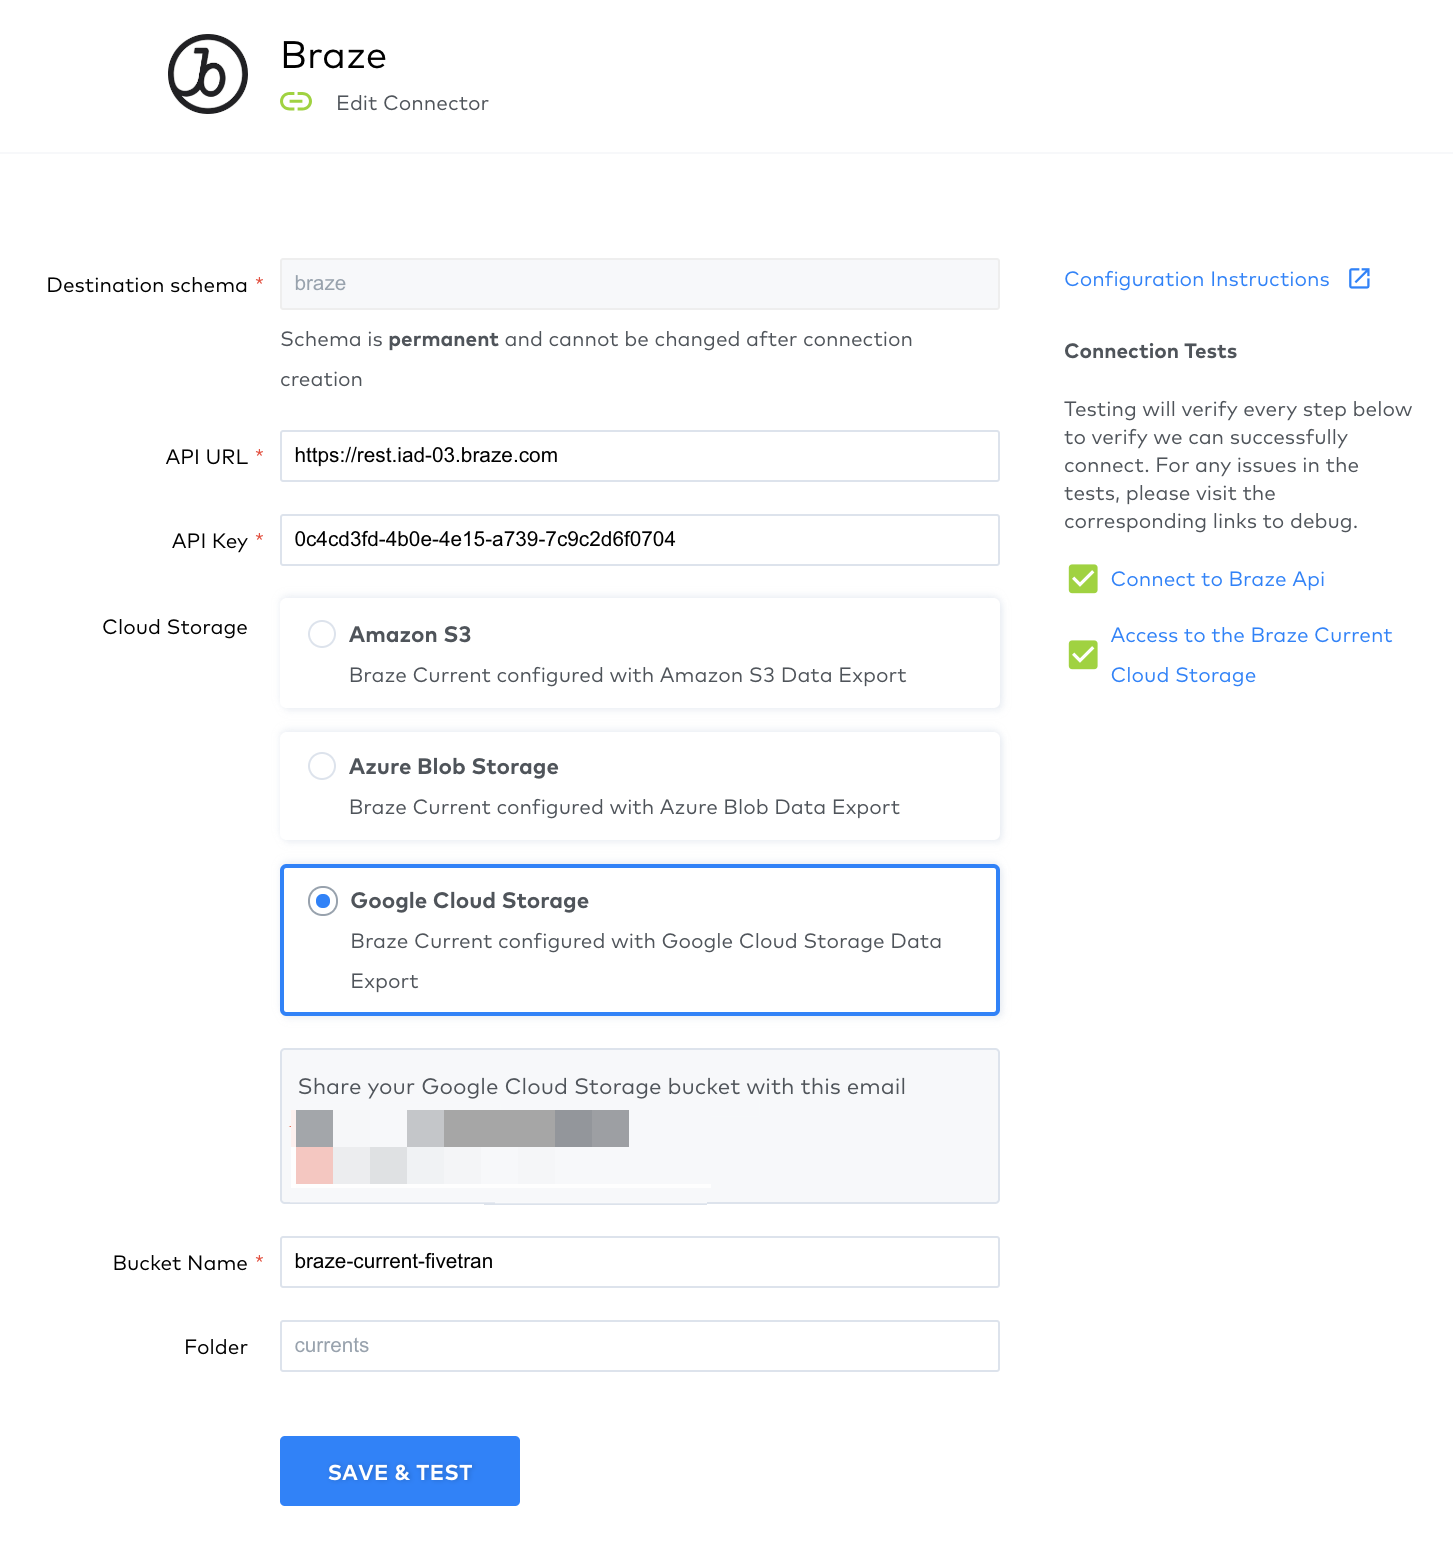 Braze
Edit Connector
Destination schema *
braze
Schema is permanent and cannot be changed after connection
creation
API URL *
https://rest.iad-03.braze.com
API Key *
0c4cd3fd-4b0e-4e15-a739-7c9c2d6f0704
Cloud Storage
Amazon S3
Braze Current configured with Amazon S3 Data Export
Azure Blob Storage
Braze Current configured with Azure Blob Data Export
Google Cloud Storage
Braze Current configured with Google Cloud Storage Data
Export
Share your Google Cloud Storage bucket with this email
Bucket Name *
braze-current-fivetran
Folder
currents
SAVE & TEST
Configuration Instructions
Connection Tests
Testing will verify every step below
to verify we can successfully
connect. For any issues in the
tests, please visit the
corresponding links to debug.
Connect to Braze Api
Access to the Braze Current
Cloud Storage